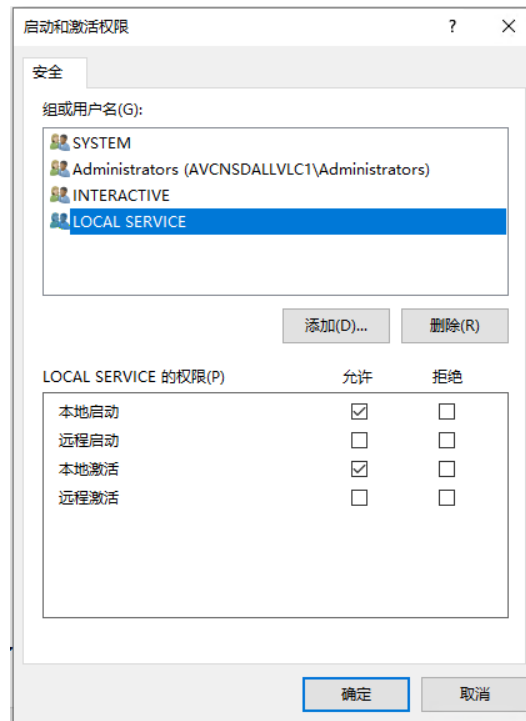 启动和激活权限
?
安全
组或用户名(G):
SYSTEM
Administrators (AVCNSDALLVLC1\Administrators)
INTERACTIVE
LOCAL SERVICE
添加(D)... 删除(R)
LOCAL SERVICE 的权限(P) 允许 拒绝
本地启动
远程启动
本地激活
远程激活
确定 取消